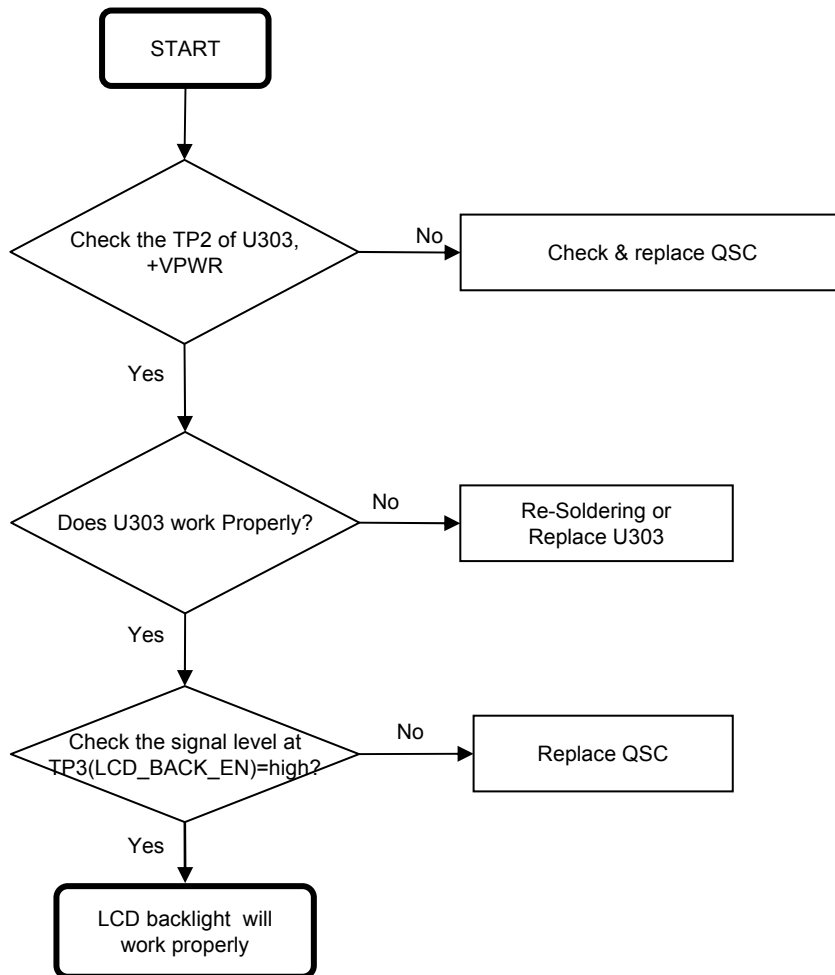 START
Check the TP2 of U303,
+VPWR
No
Check & replace QSC
Yes
Does U303 work Properly?
No
Re-Soldering or
Replace U303
Yes
Check the signal level at
TP3(LCD_BACK_EN)=high?
No
Replace QSC
Yes
LCD backlight will
work properly